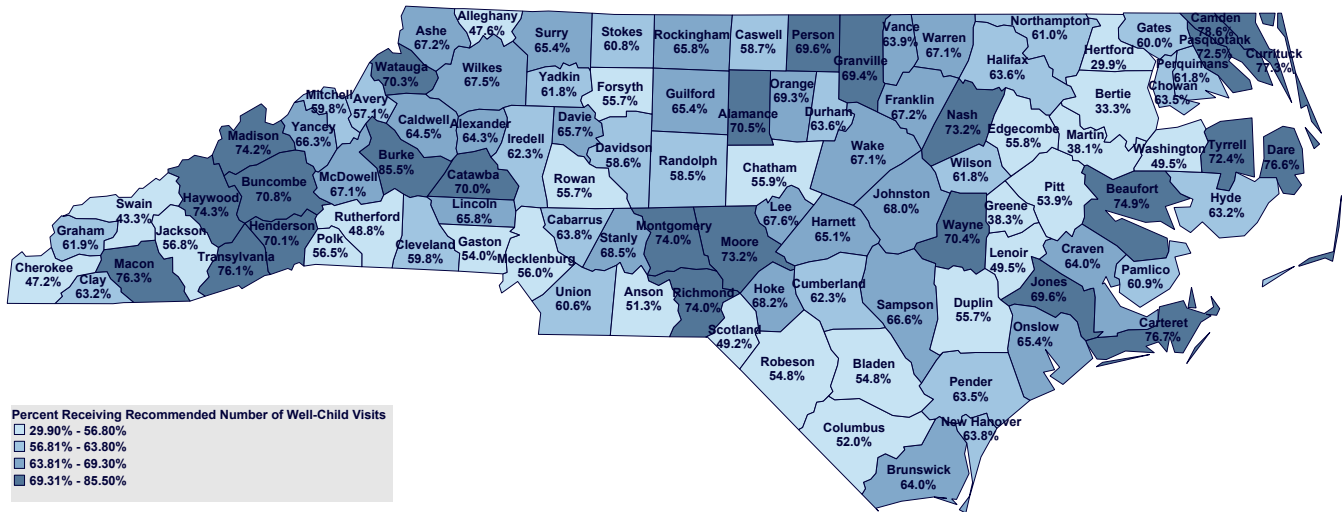 Alleghany
47.6%
Ashe
67.2%
Surry
65.4%
Stokes
60.8%
Rockingham
65.8%
Caswell
58.7%
Person
69.6%
Granville
69.4%
Vance
63.9%
Warren
67.1%
Northampton
61.0%
Halifax
63.6%
Hertford
29.9%
Gates
60.0%
Camden
78.6%
Pasquotank
72.5%
Currituck
77.3%
Perquimans
61.8%
Chowan
63.5%
Bertie
33.3%
Watauga
70.3%
Wilkes
67.5%
Yadkin
61.8%
Forsyth
55.7%
Guilford
65.4%
Alamance
70.5%
Orange
69.3%
Durham
63.6%
Franklin
67.2%
Nash
73.2%
Edgecombe
55.8%
Martin
38.1%
Washington
49.5%
Tyrrell
72.4%
Dare
76.6%
Mitchell
59.8%
Avery
57.1%
Caldwell
64.5%
Alexander
64.3%
Iredell
62.3%
Davie
65.7%
Davidson
58.6%
Randolph
58.5%
Chatham
55.9%
Wake
67.1%
Wilson
61.8%
Pitt
53.9%
Beaufort
74.9%
Hyde
63.2%
Madison
74.2%
Yancey
66.3%
Burke
85.5%
McDowell
67.1%
Catawba
70.0%
Rowan
55.7%
Johnston
68.0%
Greene
38.3%
Buncombe
70.8%
Haywood
74.3%
Swain
43.3%
Graham
61.9%
Jackson
56.8%
Henderson
70.1%
Transylvania
76.1%
Rutherford
48.8%
Polk
56.5%
Cleveland
59.8%
Lincoln
65.8%
Gaston
54.0%
Mecklenburg
56.0%
Cabarrus
63.8%
Stanly
68.5%
Montgomery
74.0%
Moore
73.2%
Lee
67.6%
Harnett
65.1%
Wayne
70.4%
Lenoir
49.5%
Craven
64.0%
Pamlico
60.9%
Cherokee
47.2%
Clay
63.2%
Macon
76.3%
Union
60.6%
Anson
51.3%
Richmond
74.0%
Hoke
68.2%
Cumberland
62.3%
Sampson
66.6%
Duplin
55.7%
Jones
69.6%
Onslow
65.4%
Carteret
76.7%
Scotland
49.2%
Robeson
54.8%
Bladen
54.8%
Pender
63.5%
Columbus
52.0%
New Hanover
63.8%
Brunswick
64.0%
Percent Receiving Recommended Number of Well-Child Visits
29.90% - 56.80%
56.81% - 63.80%
63.81% - 69.30%
69.31% - 85.50%